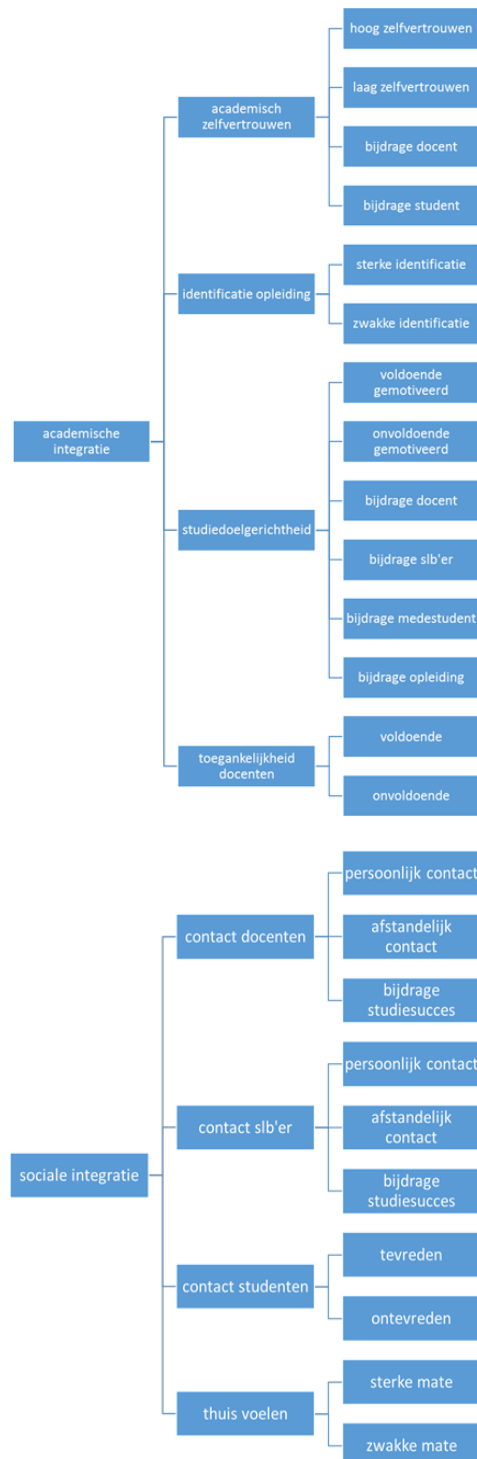 hoog zelfvertrouwen
laag zelfvertrouwen
academisch
zelfvertrouwen
bijdrage docent
bijdrage student
sterke identificatie
identificatie opleiding
zwakke identificatie
voldoende
gemotiveerd
academische
integratie
onvoldoende
gemotiveerd
bijdrage docent
studiedoelgerichtheid
bijdrage slb'er
bijdrage medestudent
bijdrage opleiding
voldoende
toegankelijkheid
docenten
onvoldoende
persoonlijk contact
contact docenten
afstandelijk
contact
bijdrage
studiesucces
persoonlijk contact
contact slb'er
afstandelijk
contact
sociale integratie
bijdrage
studiesucces
tevreden
contact studenten
ontevreden
sterke mate
thuis voelen
zwakke mate